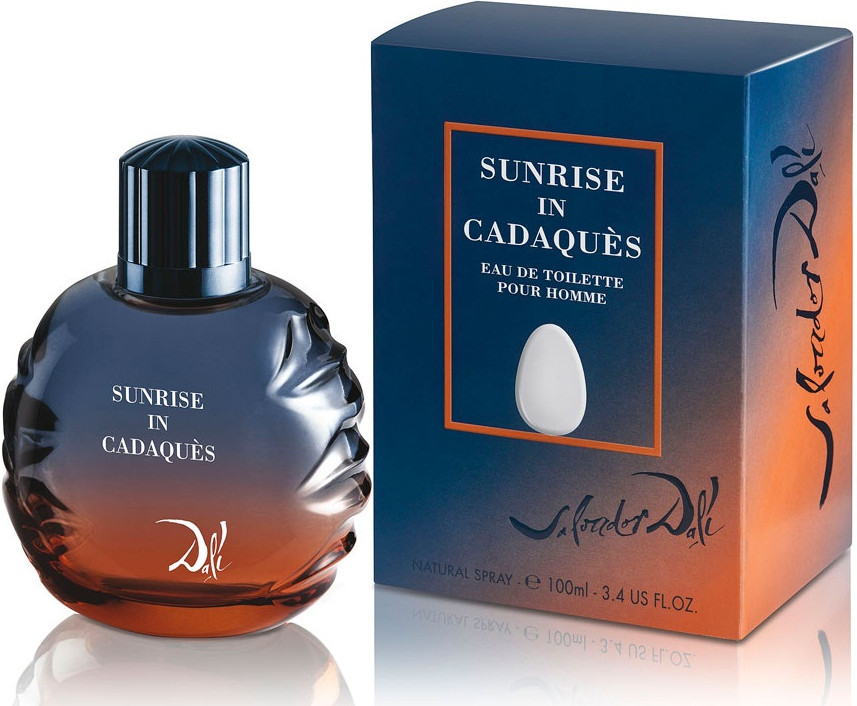 SUNRISE
IN
CADAQUÈS
Dalí
SUNRISE
IN
CADAQUÈS
EAU DE TOILETTE
POUR HOMME
Salvador Dalí
NATURAL SPRAY - ℮ 100ml - 3.4 US FL.OZ.
Salvador Dalí